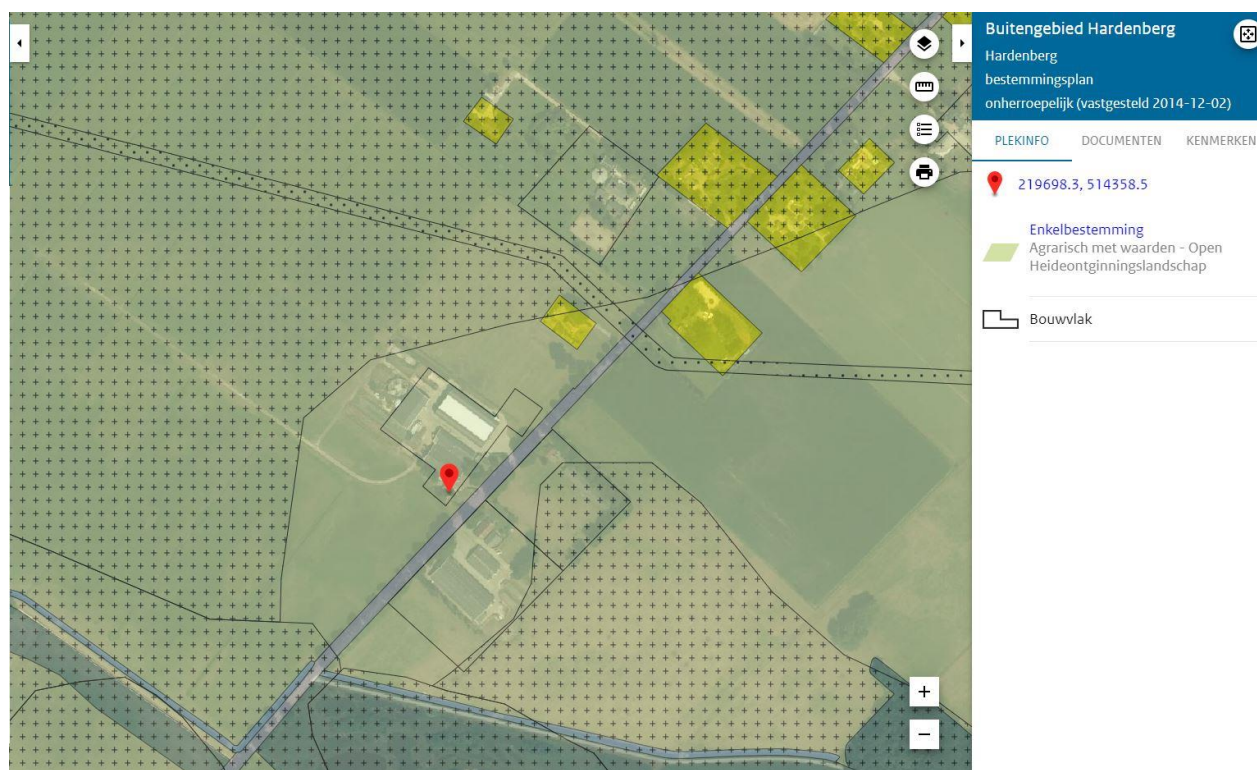 Buitengebied Hardenberg
Hardenberg
bestemmingsplan
onherroepelijk (vastgesteld 2014-12-02)
PLEKINFO DOCUMENTEN KENMERKEN
219698.3, 514358.5
Enkelbestemming
Agrarisch met waarden - Open
Heideontginningslandschap
Bouwvlak